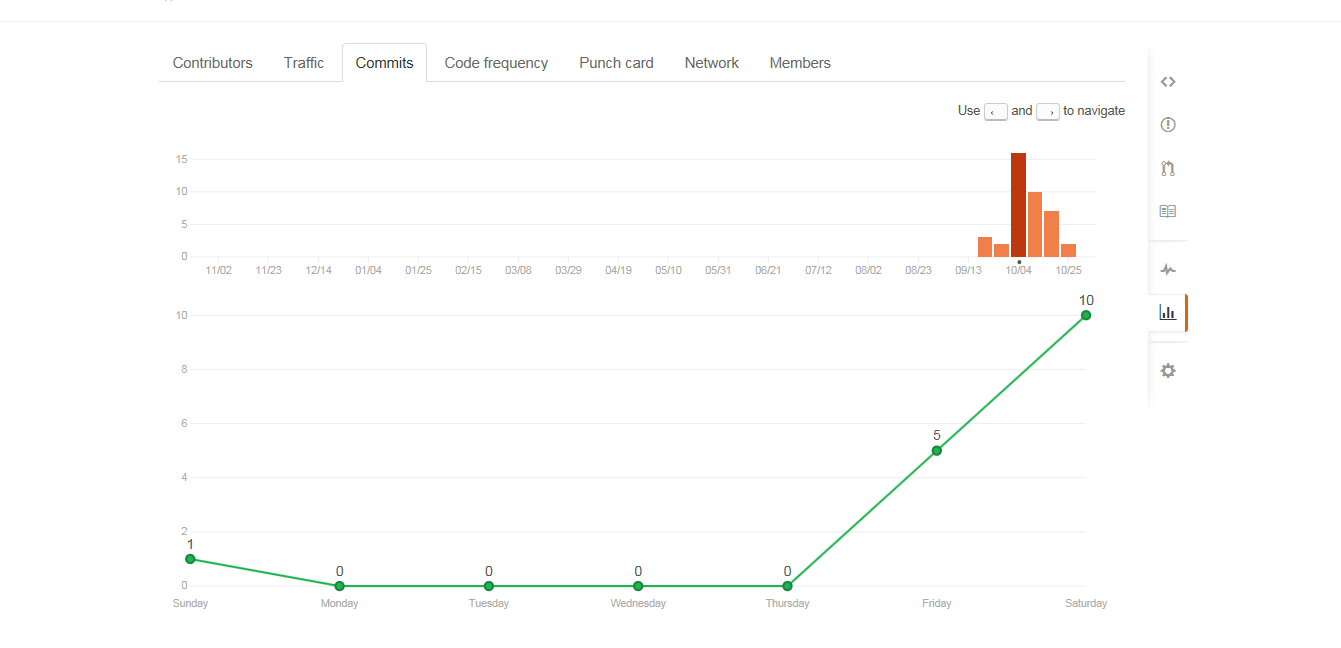 Contributors Traffic Commits Code frequency Punch card Network Members
Use ← and → to navigate
15
10
5
0
11/02 11/23 12/14 01/04 01/25 02/15 03/08 03/29 04/19 05/10 05/31 06/21 07/12 08/02 08/23 09/13 10/04 10/25
10
10
8
6
5
4
2
1
0 0 0 0
0
Sunday Monday Tuesday Wednesday Thursday Friday Saturday